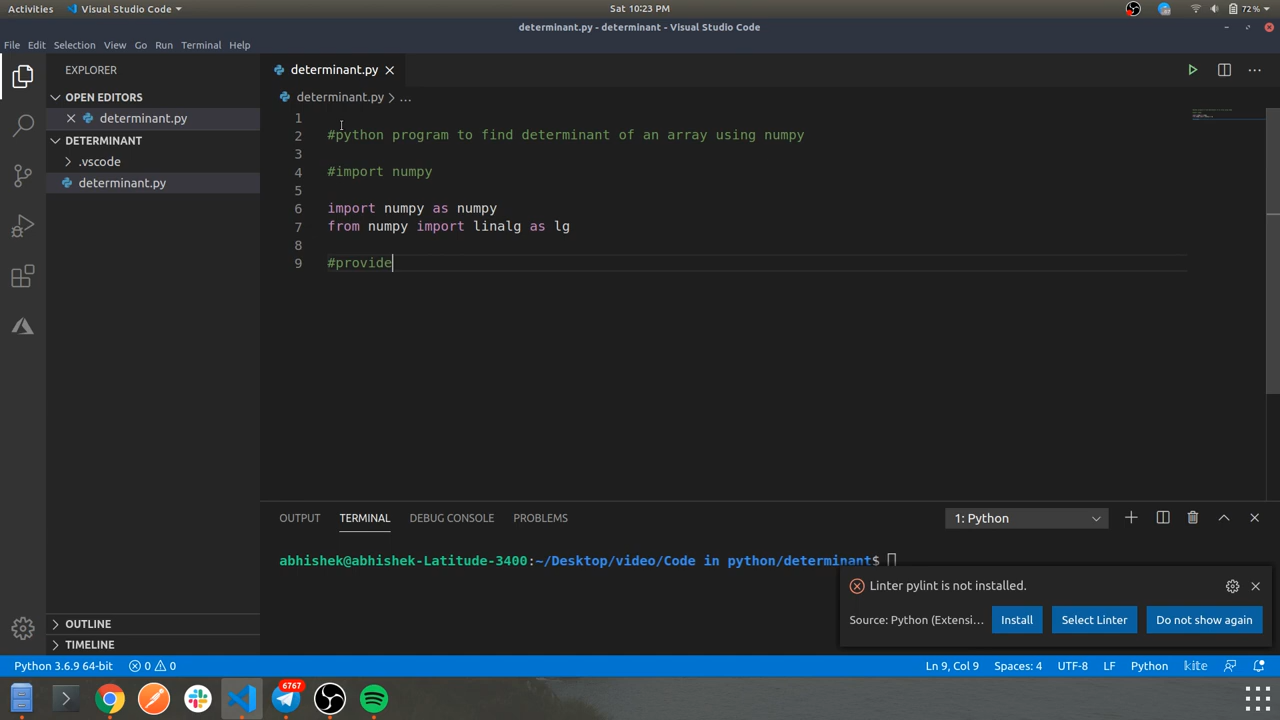 Activities Visual Studio Code Sat 10:23 PM 72%
determinant.py - determinant - Visual Studio Code
File Edit Selection View Go Run Terminal Help
EXPLORER
OPEN EDITORS
determinant.py
DETERMINANT
.vscode
determinant.py
OUTLINE
TIMELINE
determinant.py
determinant.py > ...
1
2 #python program to find determinant of an array using numpy
3
4 #import numpy
5
6 import numpy as numpy
7 from numpy import linalg as lg
8
9 #provide
OUTPUT TERMINAL DEBUG CONSOLE PROBLEMS 1: Python
abhishek@abhishek-Latitude-3400:~/Desktop/video/Code in python/determinant$
Linter pylint is not installed.
Source: Python (Extensi... Install Select Linter Do not show again
Python 3.6.9 64-bit 0 0 Ln 9, Col 9 Spaces: 4 UTF-8 LF Python kite
6767